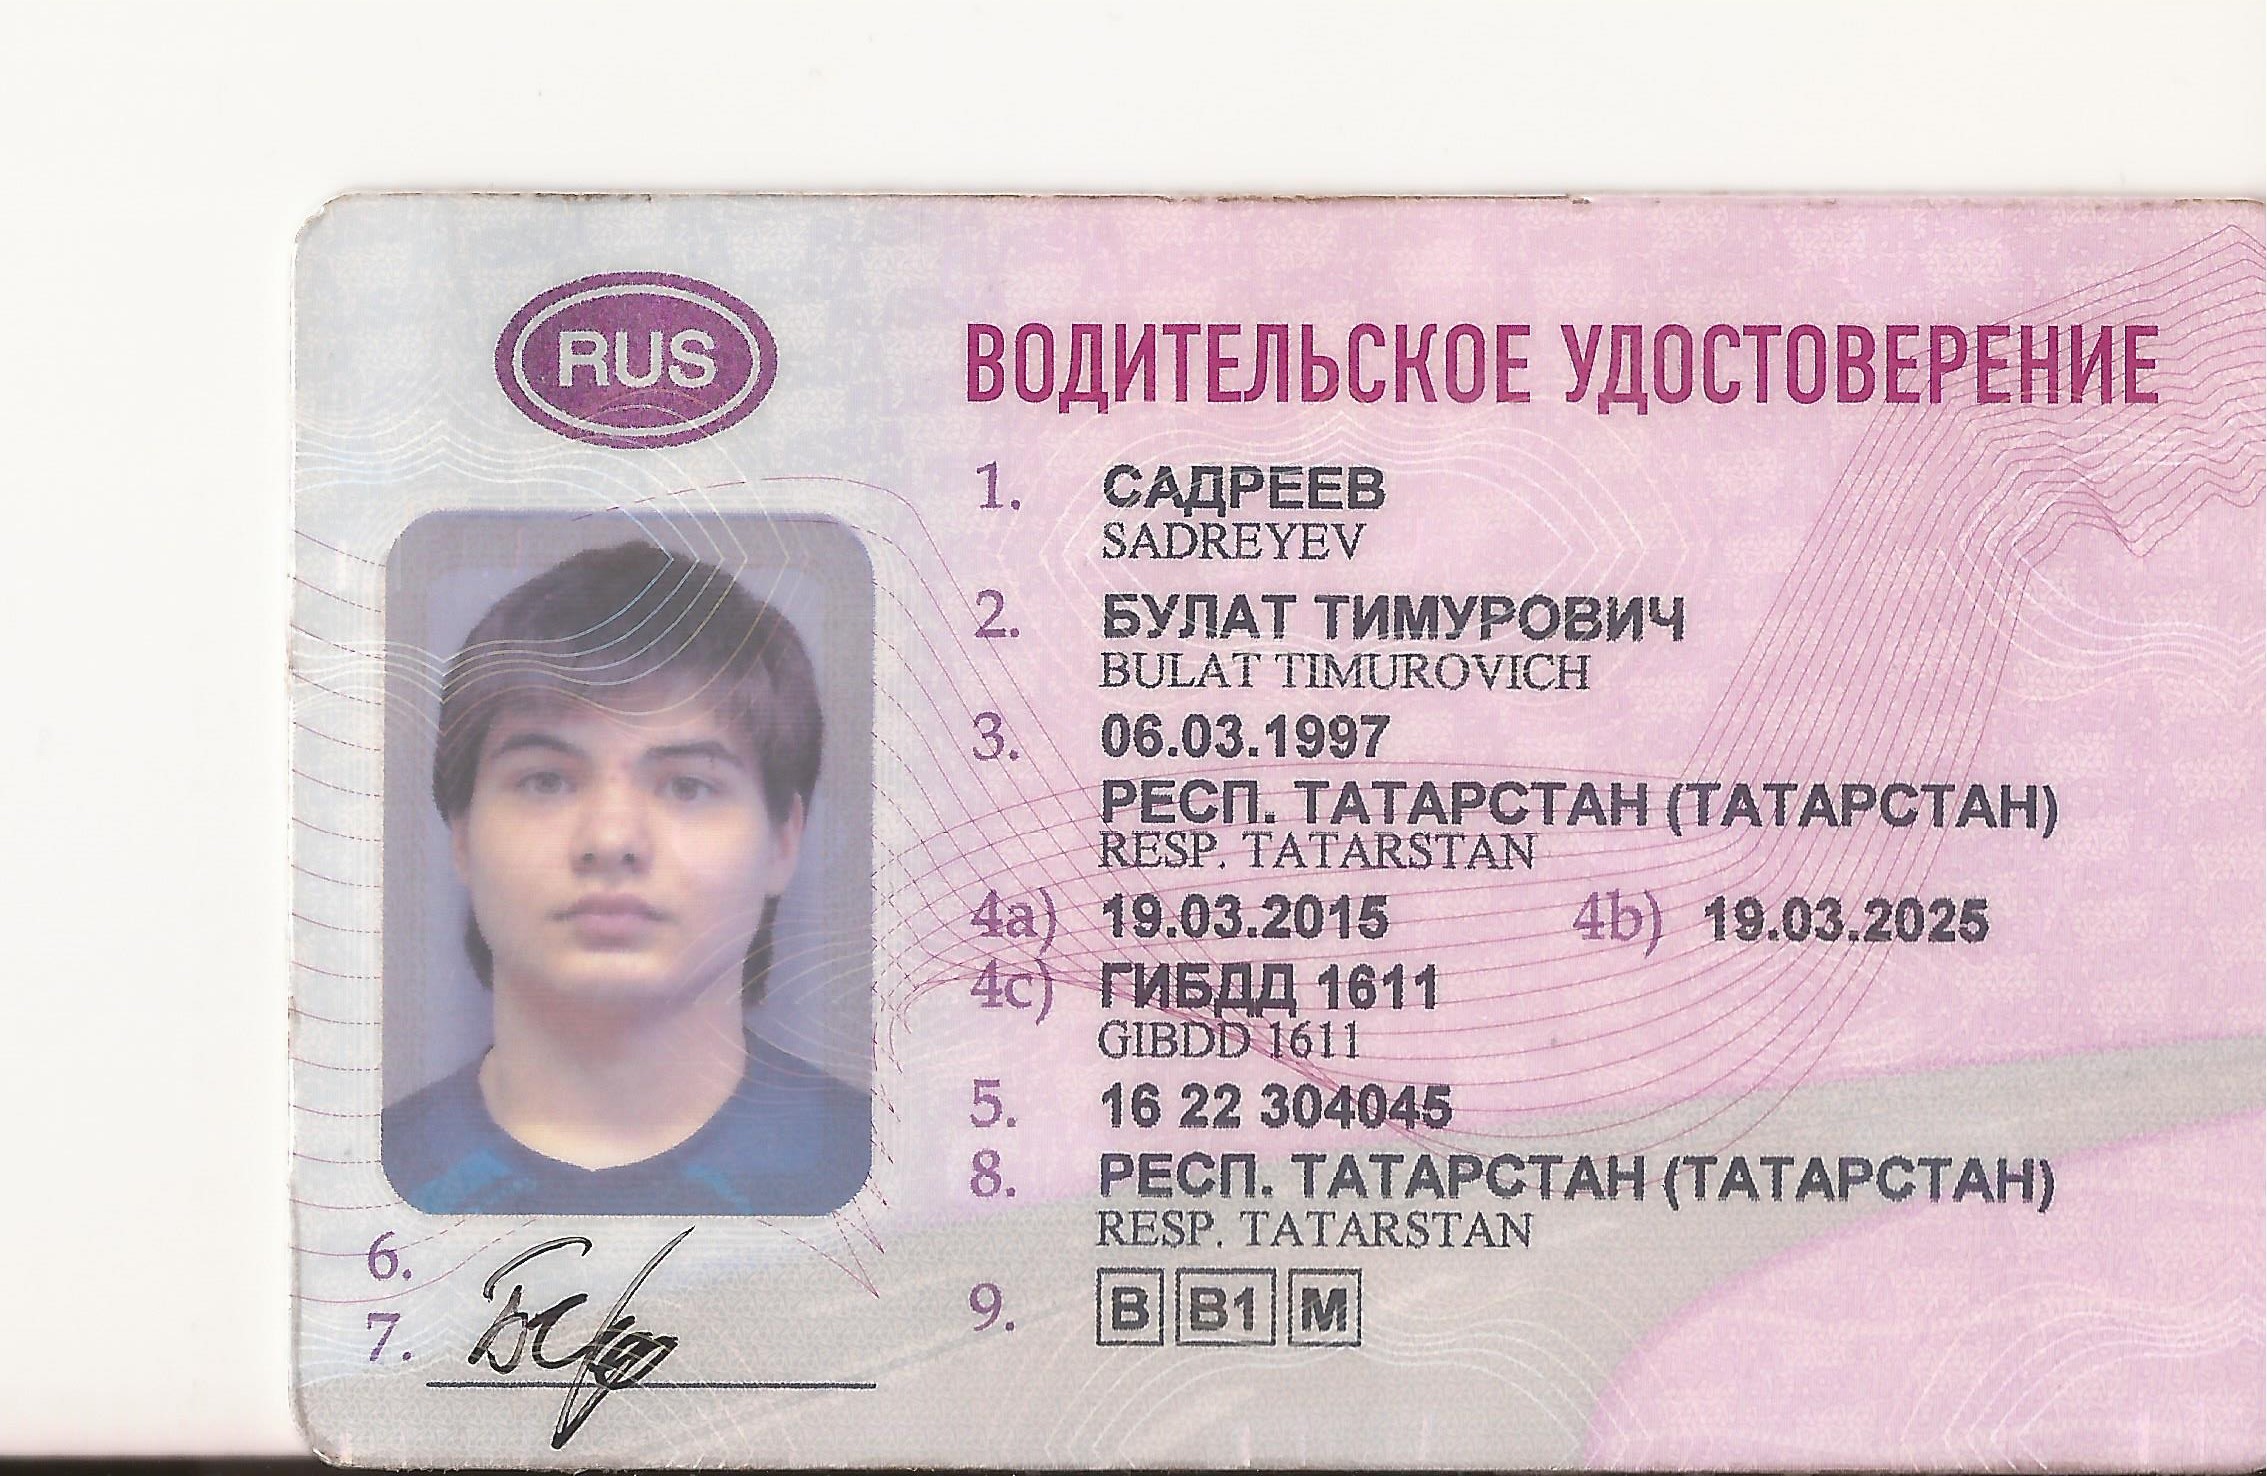 RUS
ВОДИТЕЛЬСКОЕ УДОСТОВЕРЕНИЕ
1. САДРЕЕВ
SADREYEV
2. БУЛАТ ТИМУРОВИЧ
BULAT TIMUROVICH
3. 06.03.1997
РЕСП. ТАТАРСТАН (ТАТАРСТАН)
RESP. TATARSTAN
4a) 19.03.2015 4b) 19.03.2025
4c) ГИБДД 1611
GIBDD 1611
5. 16 22 304045
8. РЕСП. ТАТАРСТАН (ТАТАРСТАН)
RESP. TATARSTAN
9. B B1 M
6.
7.